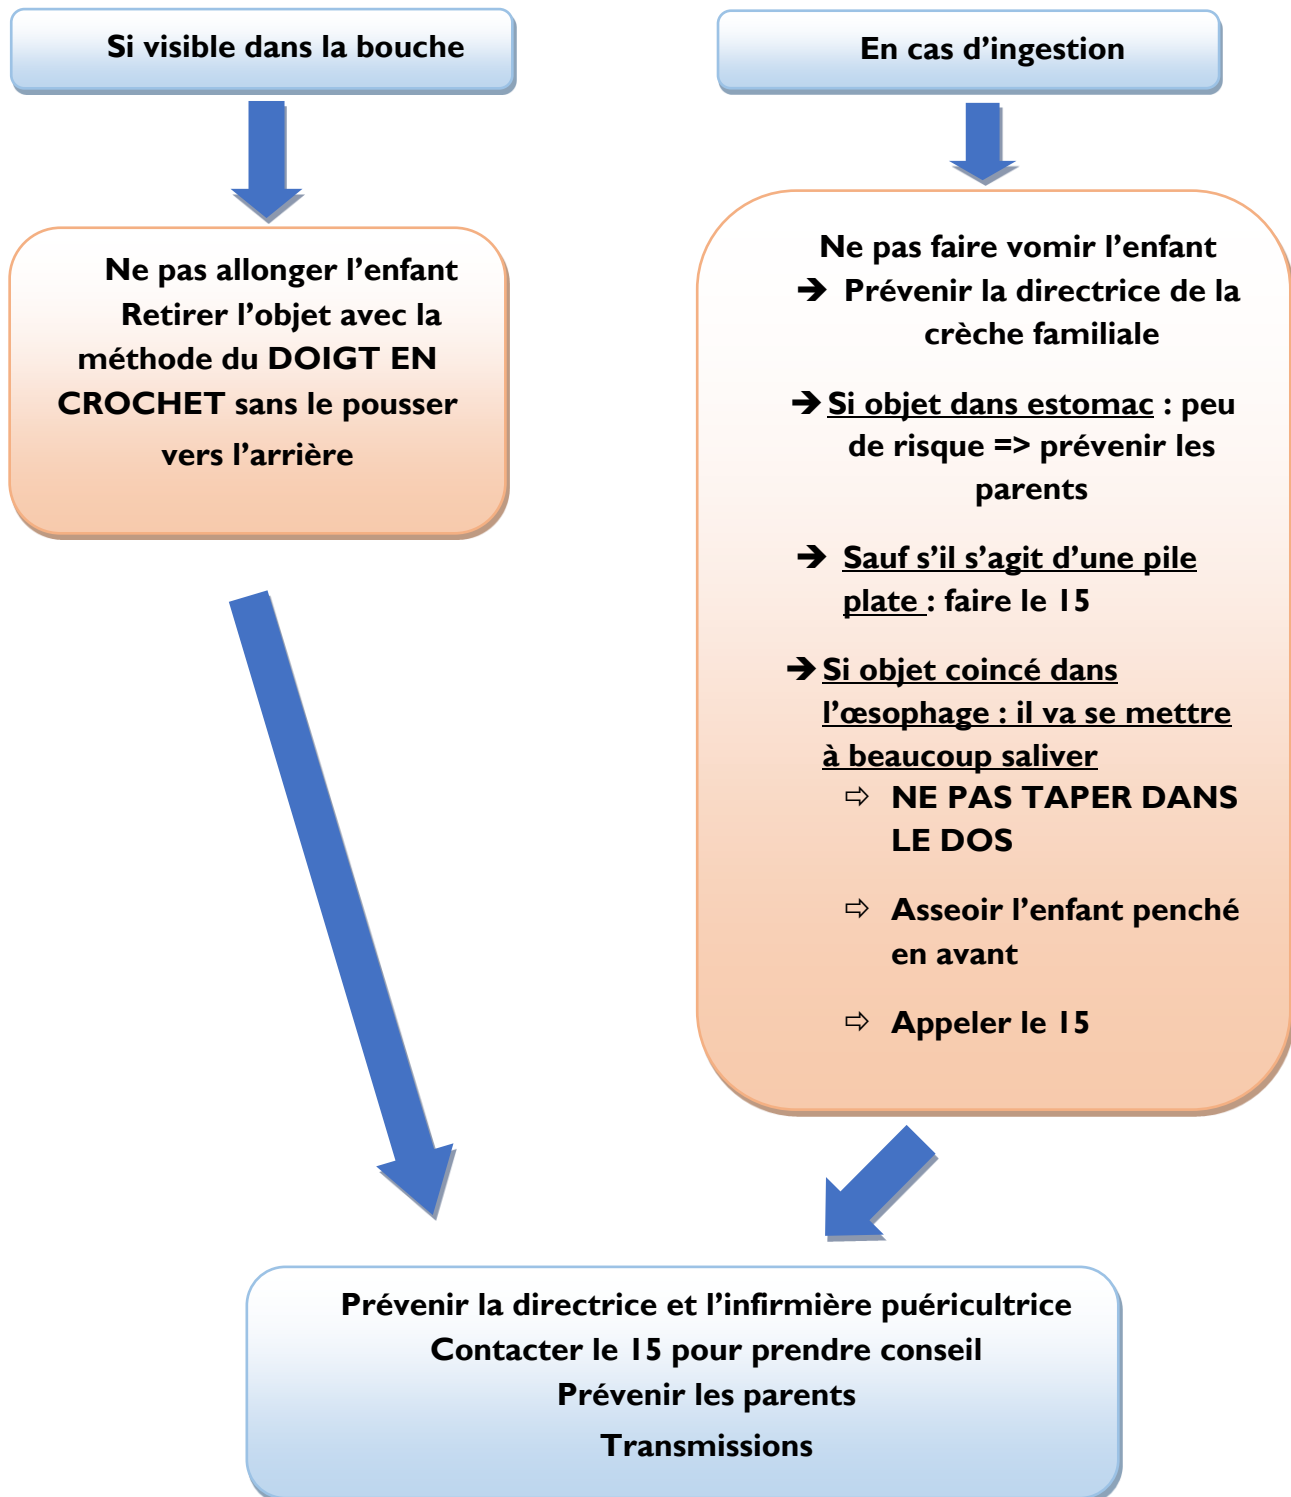 Si visible dans la bouche
En cas d’ingestion
Ne pas allonger l’enfant
Retirer l’objet avec la
méthode du DOIGT EN
CROCHET sans le pousser
vers l’arrière
Ne pas faire vomir l’enfant
➔ Prévenir la directrice de la
crèche familiale
➔ Si objet dans estomac : peu
de risque => prévenir les
parents
➔ Sauf s’il s’agit d’une pile
plate : faire le 15
➔ Si objet coincé dans
l’œsophage : il va se mettre
à beaucoup saliver
⇨ NE PAS TAPER DANS
LE DOS
⇨ Asseoir l’enfant penché
en avant
⇨ Appeler le 15
Prévenir la directrice et l’infirmière puéricultrice
Contacter le 15 pour prendre conseil
Prévenir les parents
Transmissions